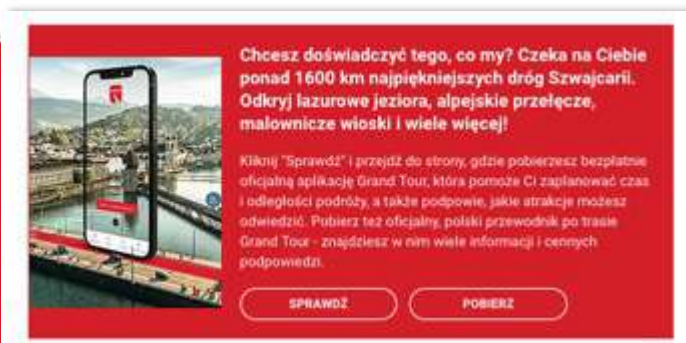 Chcesz doświadczyć tego, co my? Czeka na Ciebie
ponad 1600 km najpiękniejszych dróg Szwajcarii.
Odkryj lazurowe jeziora, alpejskie przełęcze,
malownicze wioski i wiele więcej!
Kliknij "Sprawdź" i przejdź do strony, gdzie pobierzesz bezpłatnie
oficjalną aplikację Grand Tour, która pomoże Ci zaplanować czas
i odległości podróży, a także podpowie, jakie atrakcje możesz
odwiedzić. Pobierz też oficjalny, polski przewodnik po trasie
Grand Tour - znajdziesz w nim wiele informacji i cennych
podpowiedzi.
SPRAWDŹ
POBIERZ